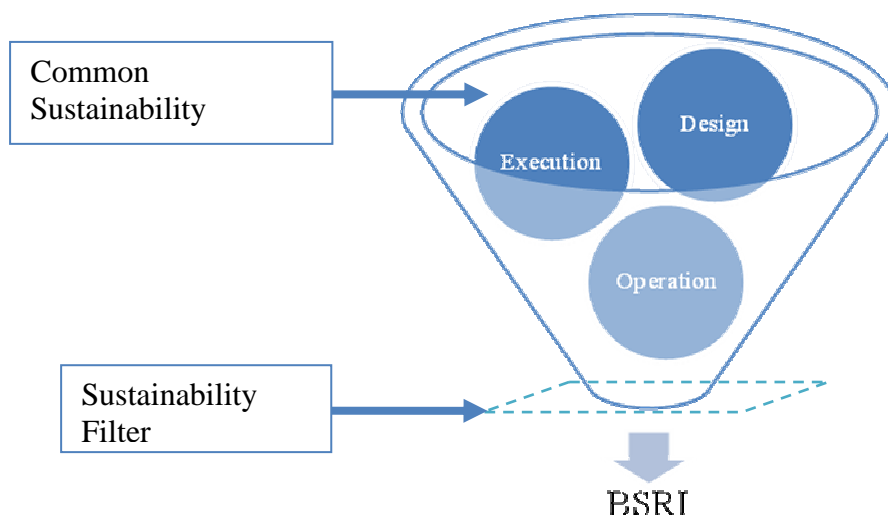 Common
Sustainability
Design
Execution
Operation
Sustainability
Filter
BSRI